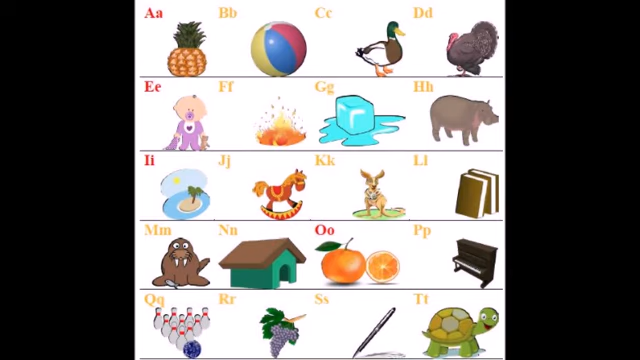 Aa Bb Cc Dd
Ee Ff Gg Hh
Ii Jj Kk Ll
Mm Nn Oo Pp
Qq Rr Ss Tt